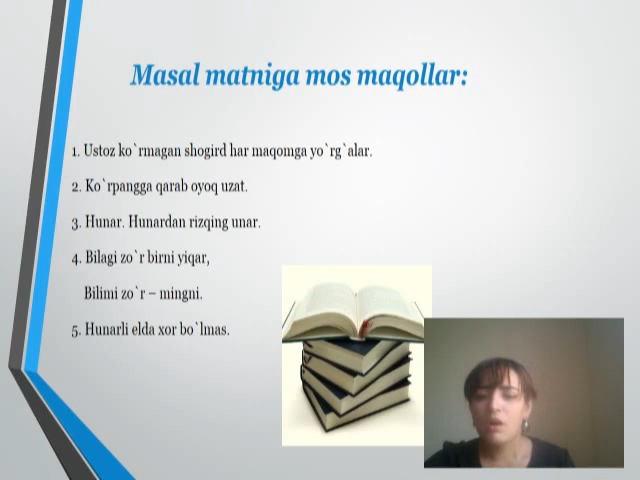 Masal matniga mos maqollar:
1. Ustoz ko`rmagan shogird har maqomga yo`rg`alar.
2. Ko`rpangga qarab oyoq uzat.
3. Hunar. Hunardan rizqing unar.
4. Bilagi zo`r birni yiqar,
Bilimi zo`r – mingni.
5. Hunarli elda xor bo`lmas.